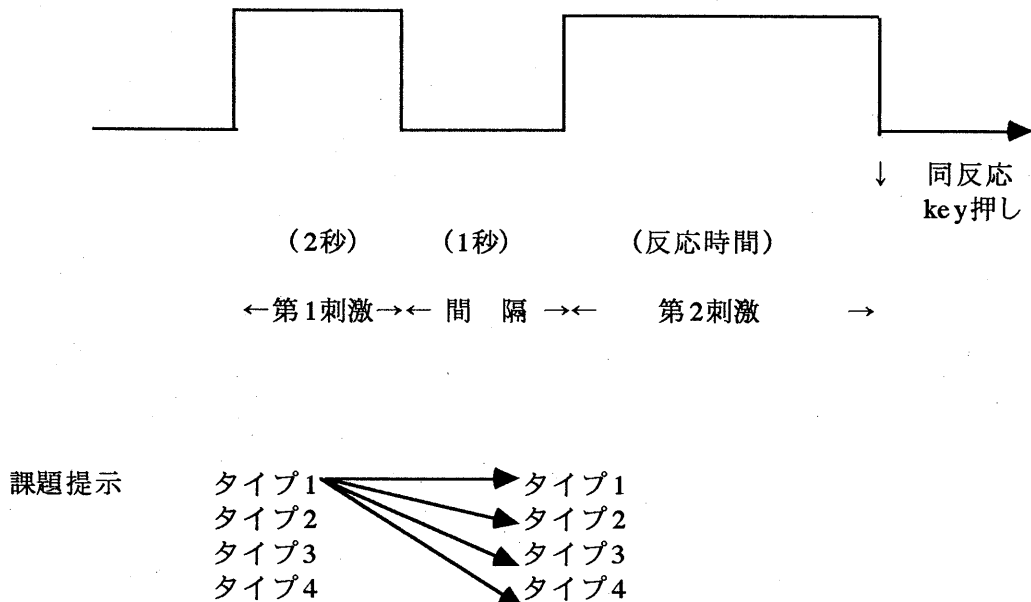 ↓ 同反応
key押し
(2秒) (1秒) (反応時間)
←第1刺激→←間 隔→← 第2刺激 →
課題提示 タイプ1 タイプ1
タイプ2 タイプ2
タイプ3 タイプ3
タイプ4 タイプ4